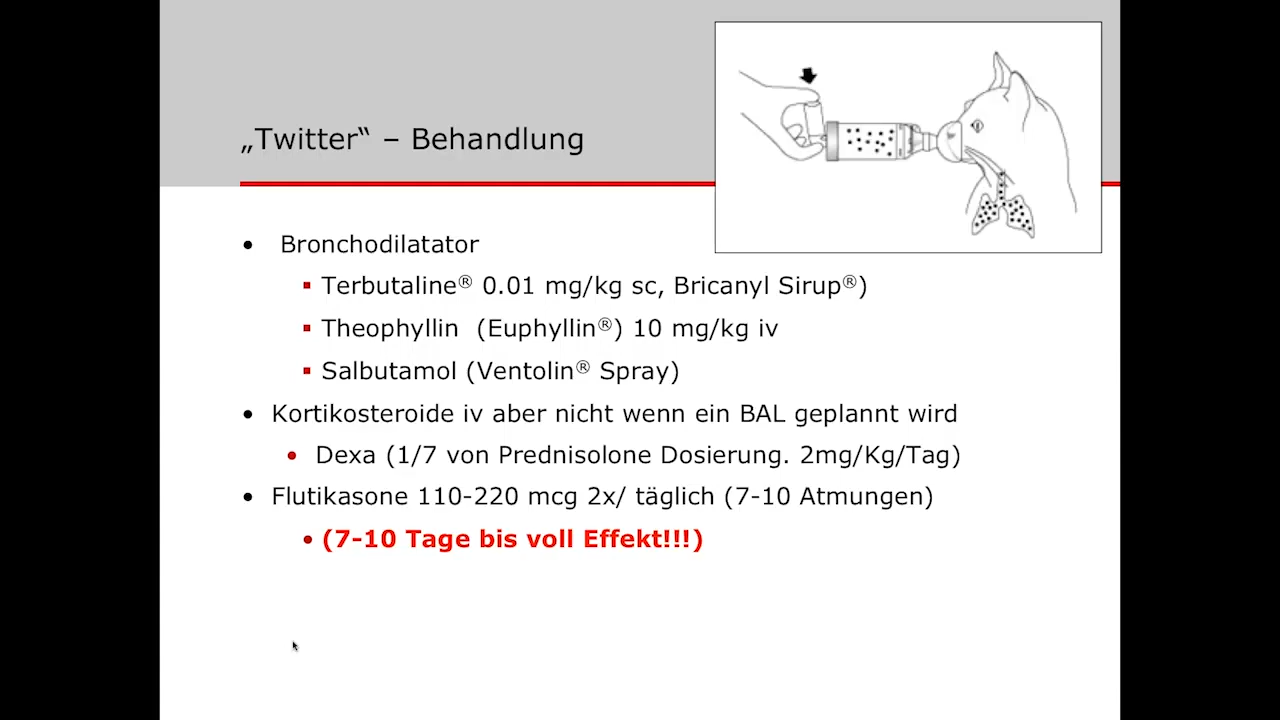 „Twitter“ – Behandlung
• Bronchodilatator
▪ Terbutaline® 0.01 mg/kg sc, Bricanyl Sirup®)
▪ Theophyllin (Euphyllin®) 10 mg/kg iv
▪ Salbutamol (Ventolin® Spray)
• Kortikosteroide iv aber nicht wenn ein BAL geplannt wird
• Dexa (1/7 von Prednisolone Dosierung. 2mg/Kg/Tag)
• Flutikasone 110-220 mcg 2x/ täglich (7-10 Atmungen)
• (7-10 Tage bis voll Effekt!!!)